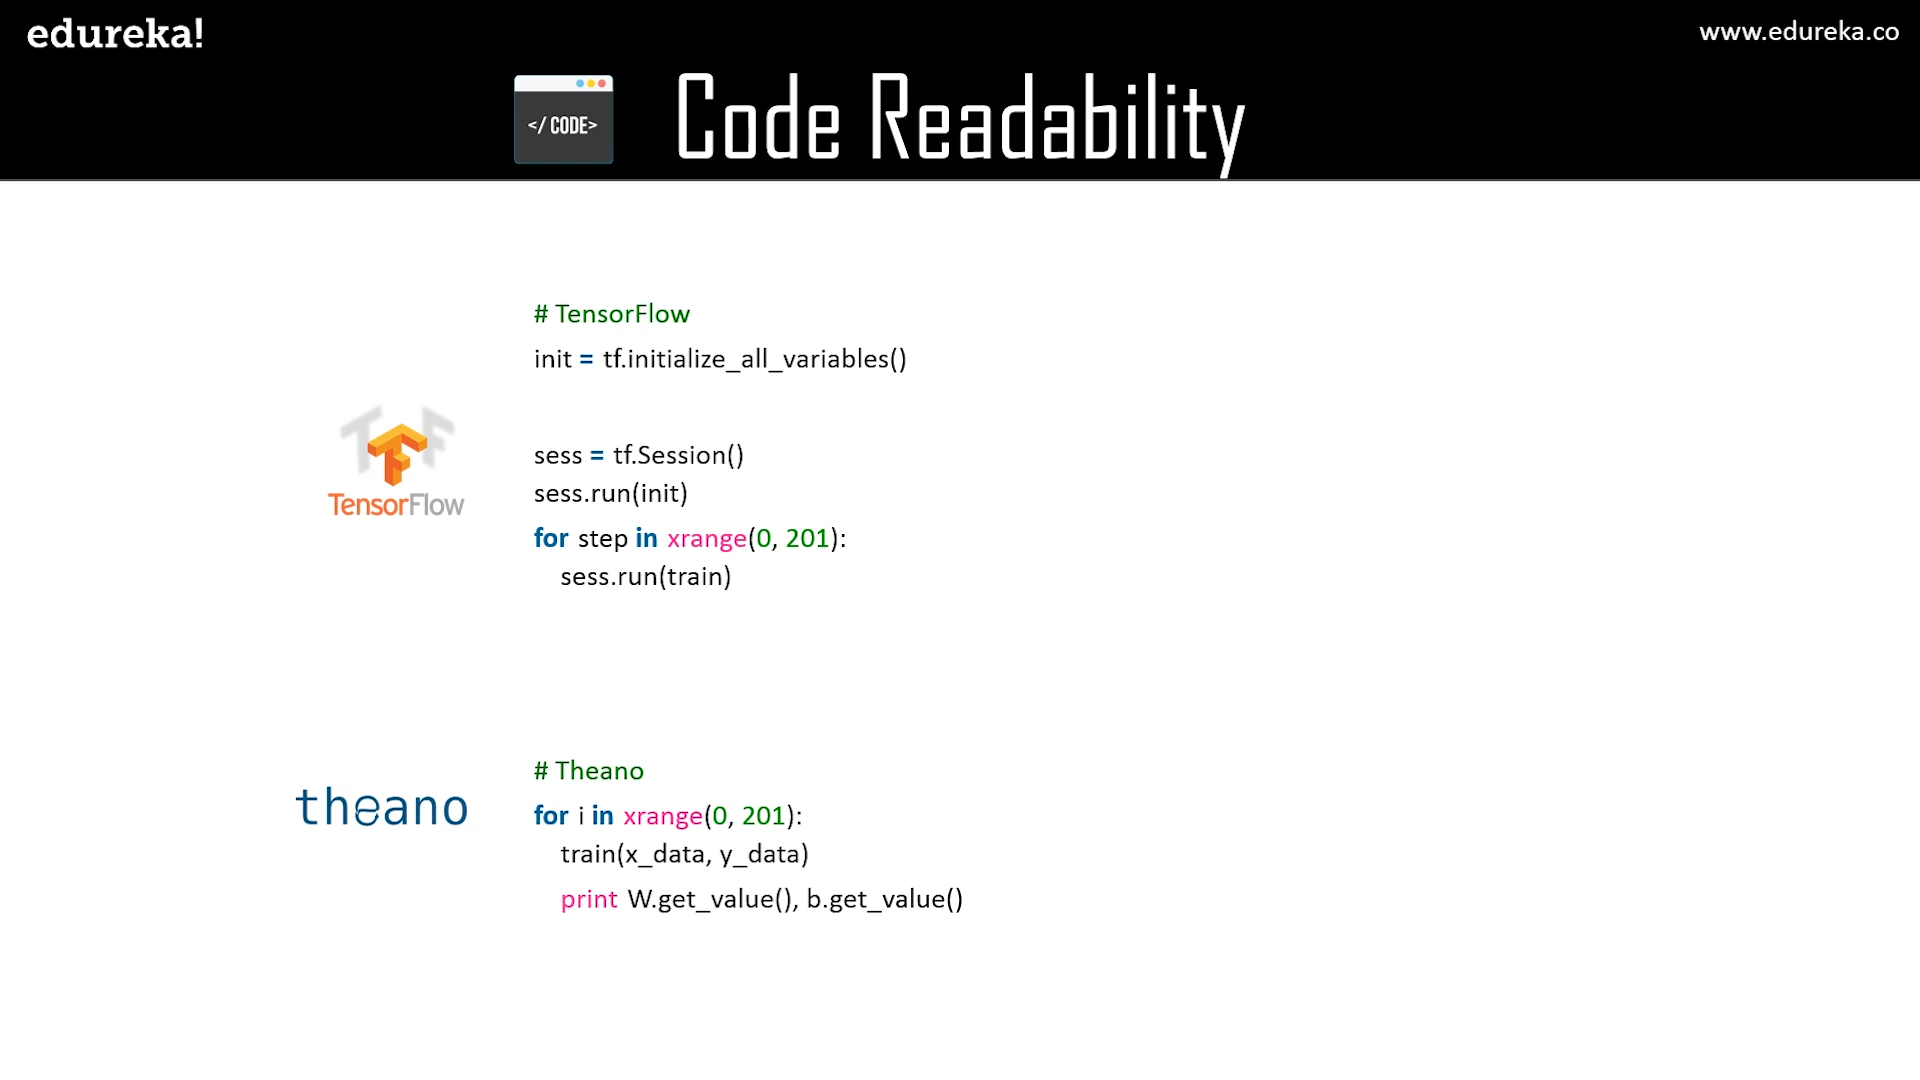 edureka!
www.edureka.co
</ CODE>
Code Readability
# TensorFlow
init = tf.initialize_all_variables()
TensorFlow
sess = tf.Session()
sess.run(init)
for step in xrange(0, 201):
sess.run(train)
theano
# Theano
for i in xrange(0, 201):
train(x_data, y_data)
print W.get_value(), b.get_value()